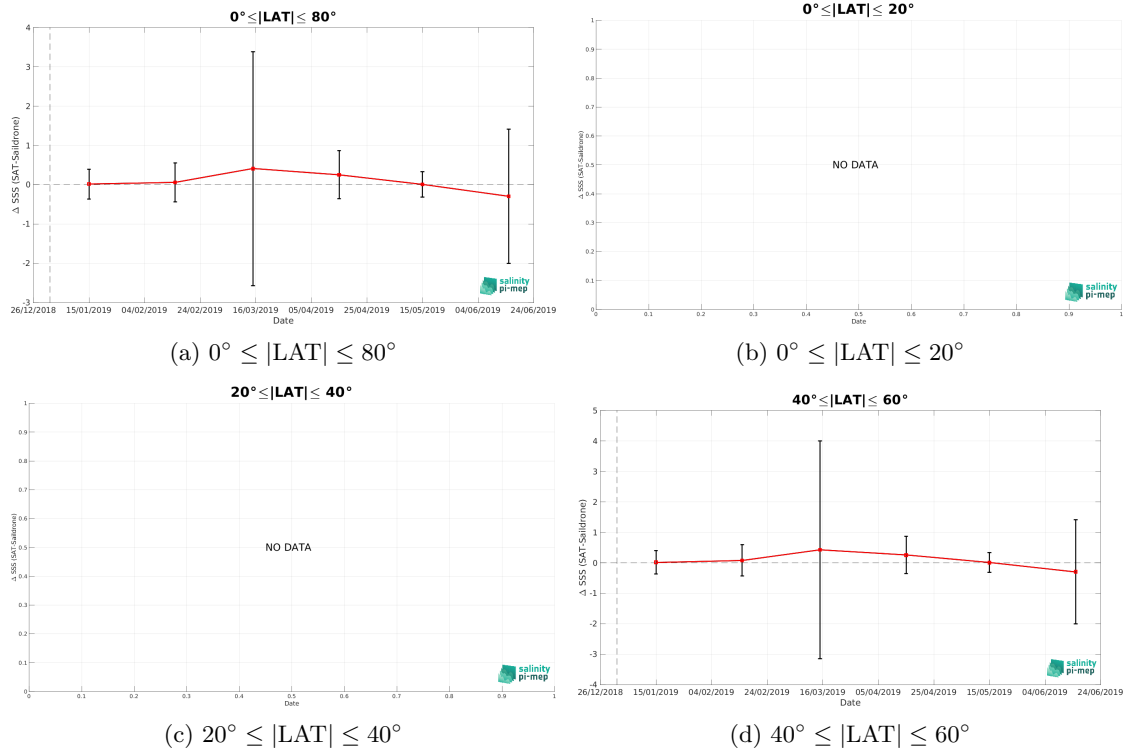 0°≤|LAT|≤ 80°
4
3
2
1
0
-1
-2
-3
Δ SSS (SAT-Saildrone)
26/12/2018 15/01/2019 04/02/2019 24/02/2019 16/03/2019 05/04/2019 25/04/2019 15/05/2019 04/06/2019 24/06/2019
Date
salinity
pi-mep
(a) 0° ≤ |LAT| ≤ 80°
0°≤|LAT|≤ 20°
1
0.9
0.8
0.7
0.6
0.5
0.4
0.3
0.2
0.1
0
Δ SSS (SAT-Saildrone)
NO DATA
0 0.1 0.2 0.3 0.4 0.5 0.6 0.7 0.8 0.9 1
Date
salinity
pi-mep
(b) 0° ≤ |LAT| ≤ 20°
20°≤|LAT|≤ 40°
1
0.9
0.8
0.7
0.6
0.5
0.4
0.3
0.2
0.1
0
Δ SSS (SAT-Saildrone)
NO DATA
0 0.1 0.2 0.3 0.4 0.5 0.6 0.7 0.8 0.9 1
Date
salinity
pi-mep
(c) 20° ≤ |LAT| ≤ 40°
40°≤|LAT|≤ 60°
5
4
3
2
1
0
-1
-2
-3
-4
Δ SSS (SAT-Saildrone)
26/12/2018 15/01/2019 04/02/2019 24/02/2019 16/03/2019 05/04/2019 25/04/2019 15/05/2019 04/06/2019 24/06/2019
Date
salinity
pi-mep
(d) 40° ≤ |LAT| ≤ 60°